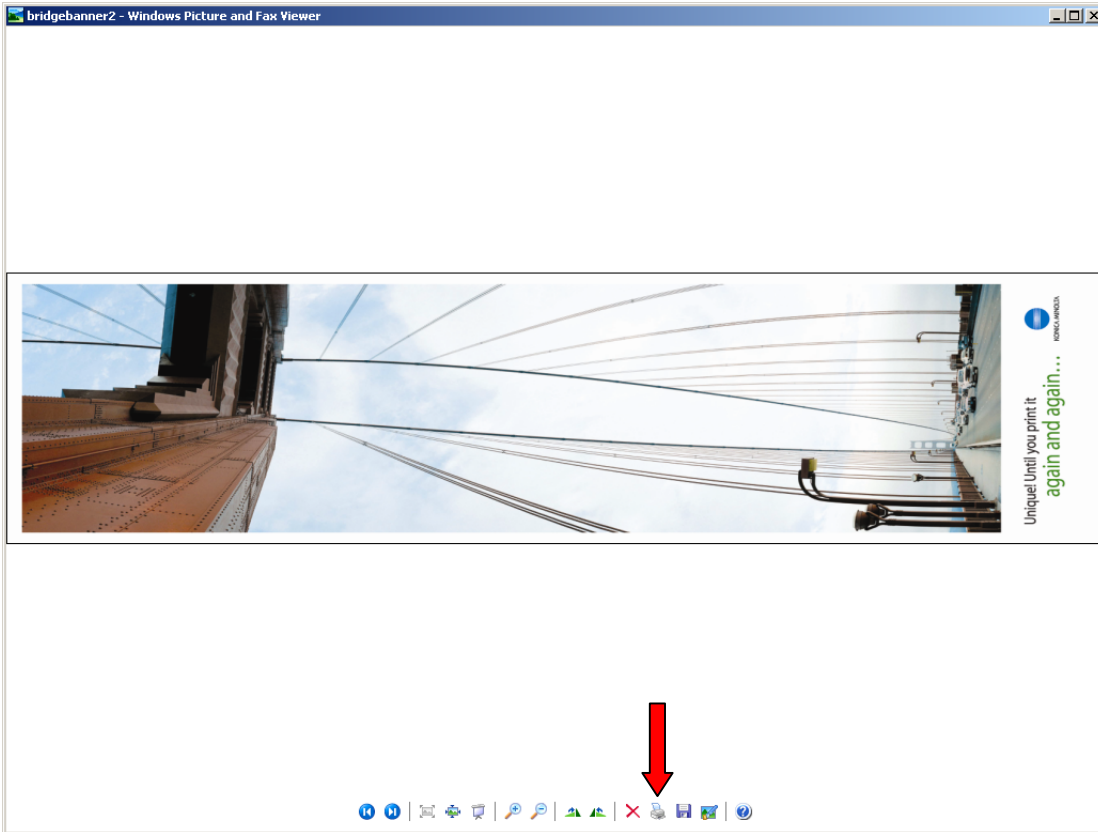 bridgebanner2 - Windows Picture and Fax Viewer
KONICA MINOLTA
Unique! Until you print it
again and again...